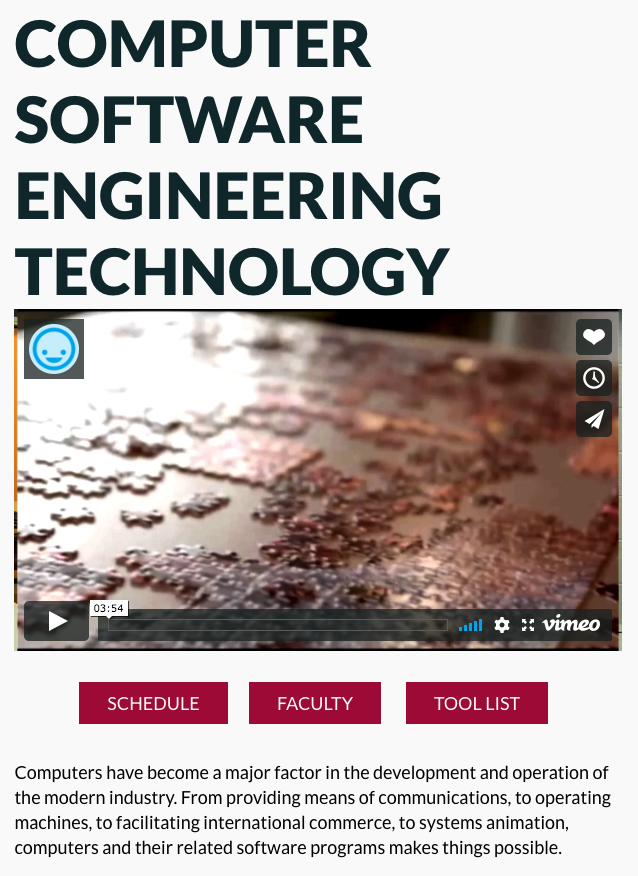 COMPUTER
SOFTWARE
ENGINEERING
TECHNOLOGY
03:54
vimeo
SCHEDULE FACULTY TOOL LIST
Computers have become a major factor in the development and operation of
the modern industry. From providing means of communications, to operating
machines, to facilitating international commerce, to systems animation,
computers and their related software programs makes things possible.